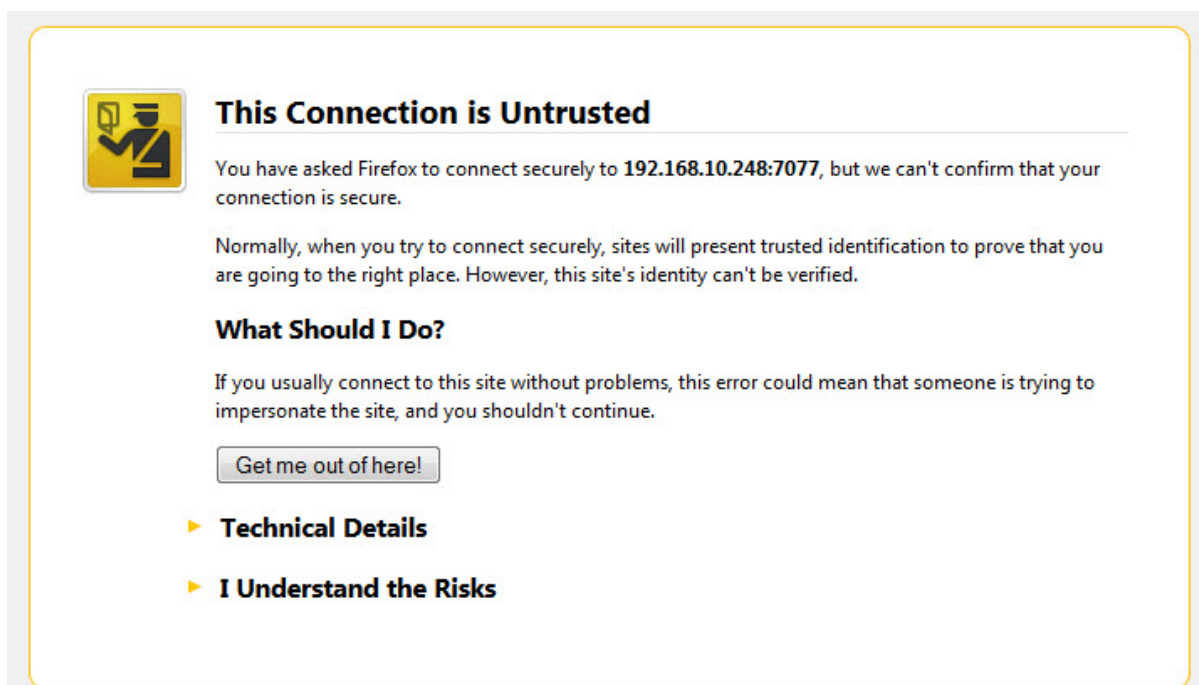 This Connection is Untrusted
You have asked Firefox to connect securely to 192.168.10.248:7077, but we can't confirm that your
connection is secure.
Normally, when you try to connect securely, sites will present trusted identification to prove that you
are going to the right place. However, this site's identity can't be verified.
What Should I Do?
If you usually connect to this site without problems, this error could mean that someone is trying to
impersonate the site, and you shouldn't continue.
Get me out of here!
Technical Details
I Understand the Risks